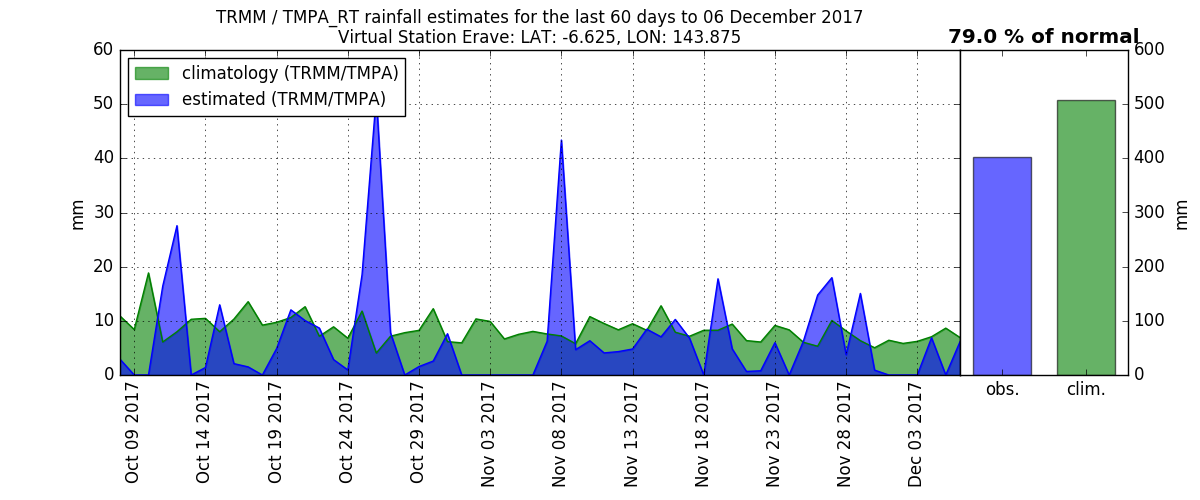 TRMM / TMPA_RT rainfall estimates for the last 60 days to 06 December 2017
Virtual Station Erave: LAT: -6.625, LON: 143.875
79.0 % of normal
climatology (TRMM/TMPA)
estimated (TRMM/TMPA)
60
50
40
30
20
10
0
mm
600
500
400
300
200
100
0
mm
Oct 09 2017
Oct 14 2017
Oct 19 2017
Oct 24 2017
Oct 29 2017
Nov 03 2017
Nov 08 2017
Nov 13 2017
Nov 18 2017
Nov 23 2017
Nov 28 2017
Dec 03 2017
obs.
clim.